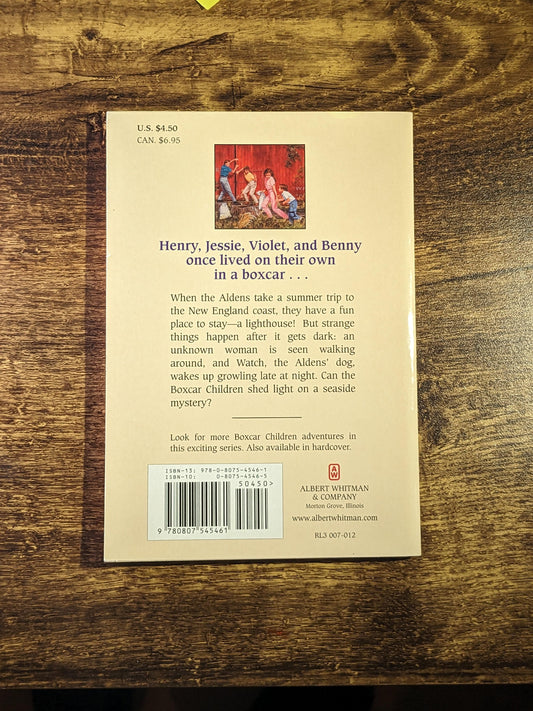 U.S. $4.50
CAN. $6.95
Henry, Jessie, Violet, and Benny
once lived on their own
in a boxcar . . .
When the Aldens take a summer trip to
the New England coast, they have a fun
place to stay—a lighthouse! But strange
things happen after it gets dark: an
unknown woman is seen walking
around, and Watch, the Aldens' dog,
wakes up growling late at night. Can the
Boxcar Children shed light on a seaside
mystery?
Look for more Boxcar Children adventures in
this exciting series. Also available in hardcover.
ISBN-13: 978-0-8075-4546-1
ISBN-10: 0-8075-4546-5
50450>
9 780807 545461
AW
ALBERT WHITMAN
& COMPANY
Morton Grove, Illinois
www.albertwhitman.com
RL3 007-012